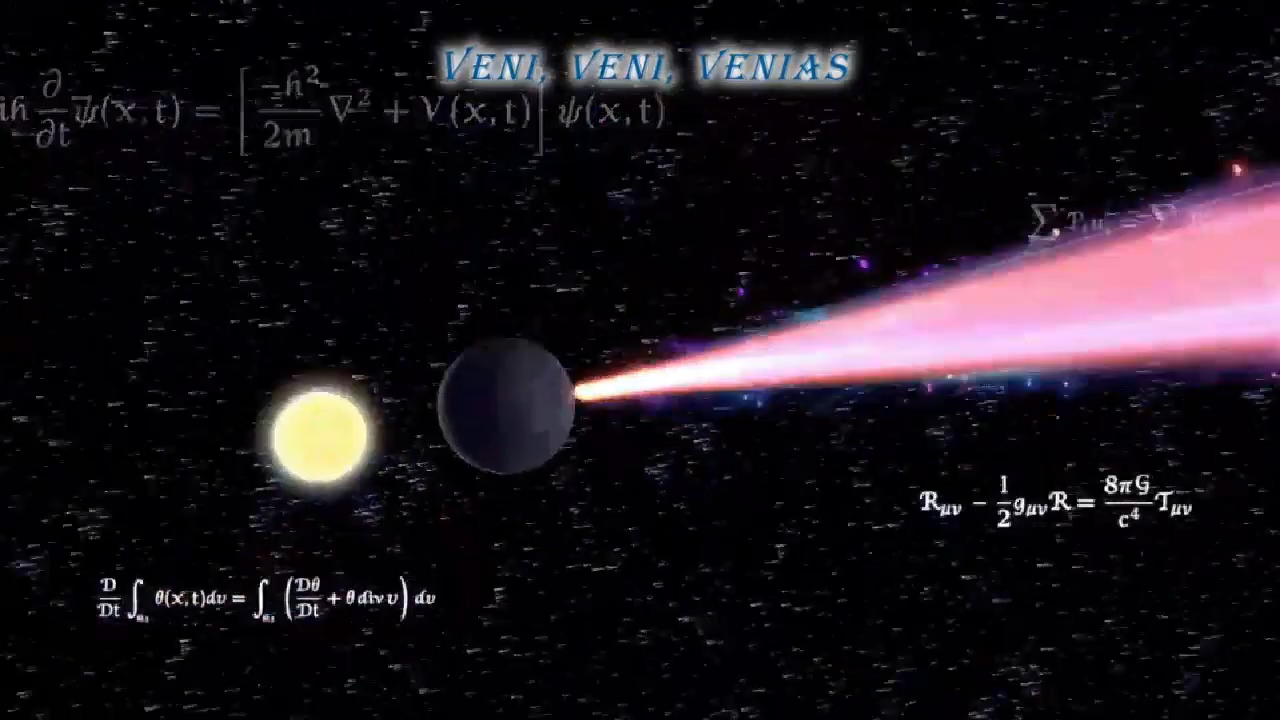 VENI, VENI, VENIAS
iħ ∂/∂t ψ(x, t) = [ -ħ²/2m ∇² + V(x, t) ] ψ(x, t)
R_μν − 1/2 g_μν R = 8πG/c⁴ T_μν
D/Dt ∫ θ(x, t)dv = ∫ ( Dθ/Dt + θ div v ) dv